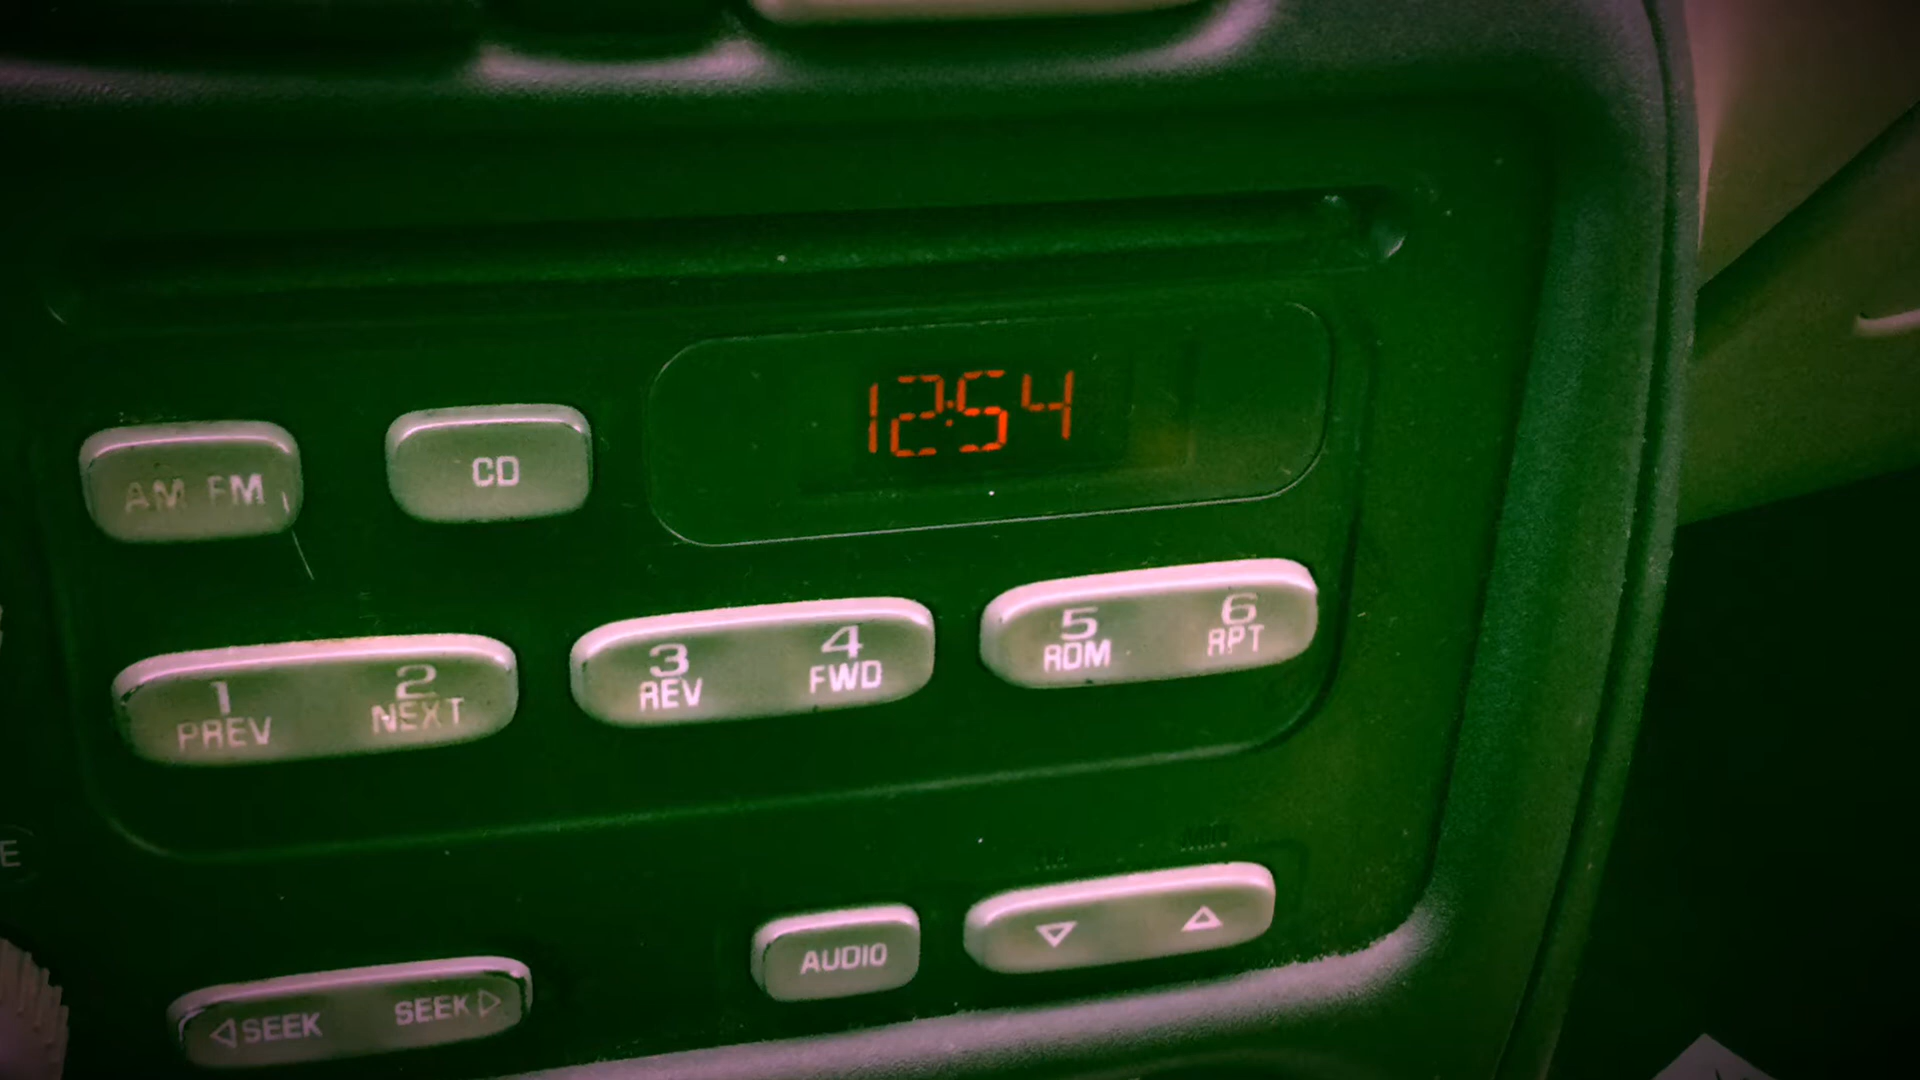 12:54
AM FM
CD
1 2
PREV NEXT
3 4
REV FWD
5 6
RDM RPT
AUDIO
SEEK SEEK
E